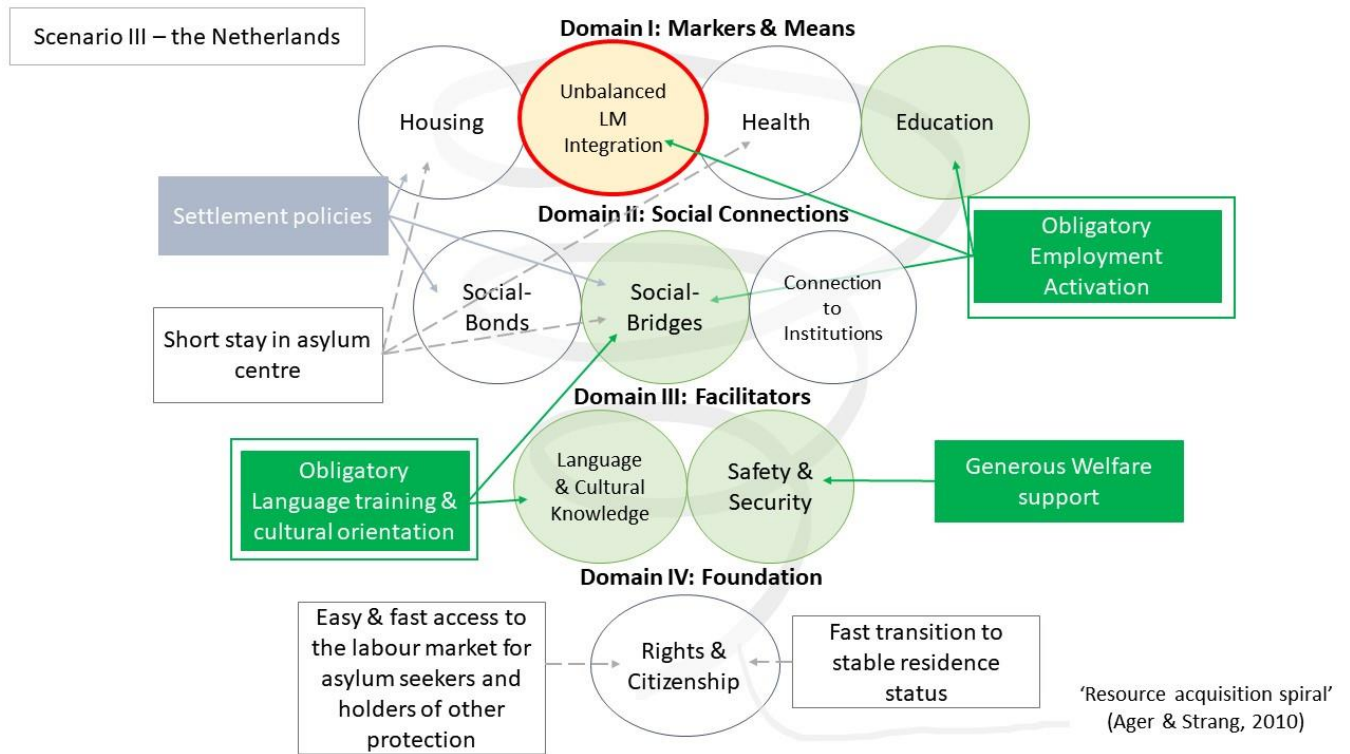 Scenario III – the Netherlands
Domain I: Markers & Means
Housing
Unbalanced
LM
Integration
Health
Education
Settlement policies
Domain II: Social Connections
Obligatory
Employment
Activation
Social-
Bonds
Social-
Bridges
Connection
to
Institutions
Short stay in asylum
centre
Domain III: Facilitators
Obligatory
Language training &
cultural orientation
Language
& Cultural
Knowledge
Safety &
Security
Generous Welfare
support
Domain IV: Foundation
Easy & fast access to
the labour market for
asylum seekers and
holders of other
protection
Rights &
Citizenship
Fast transition to
stable residence
status
‘Resource acquisition spiral’
(Ager & Strang, 2010)